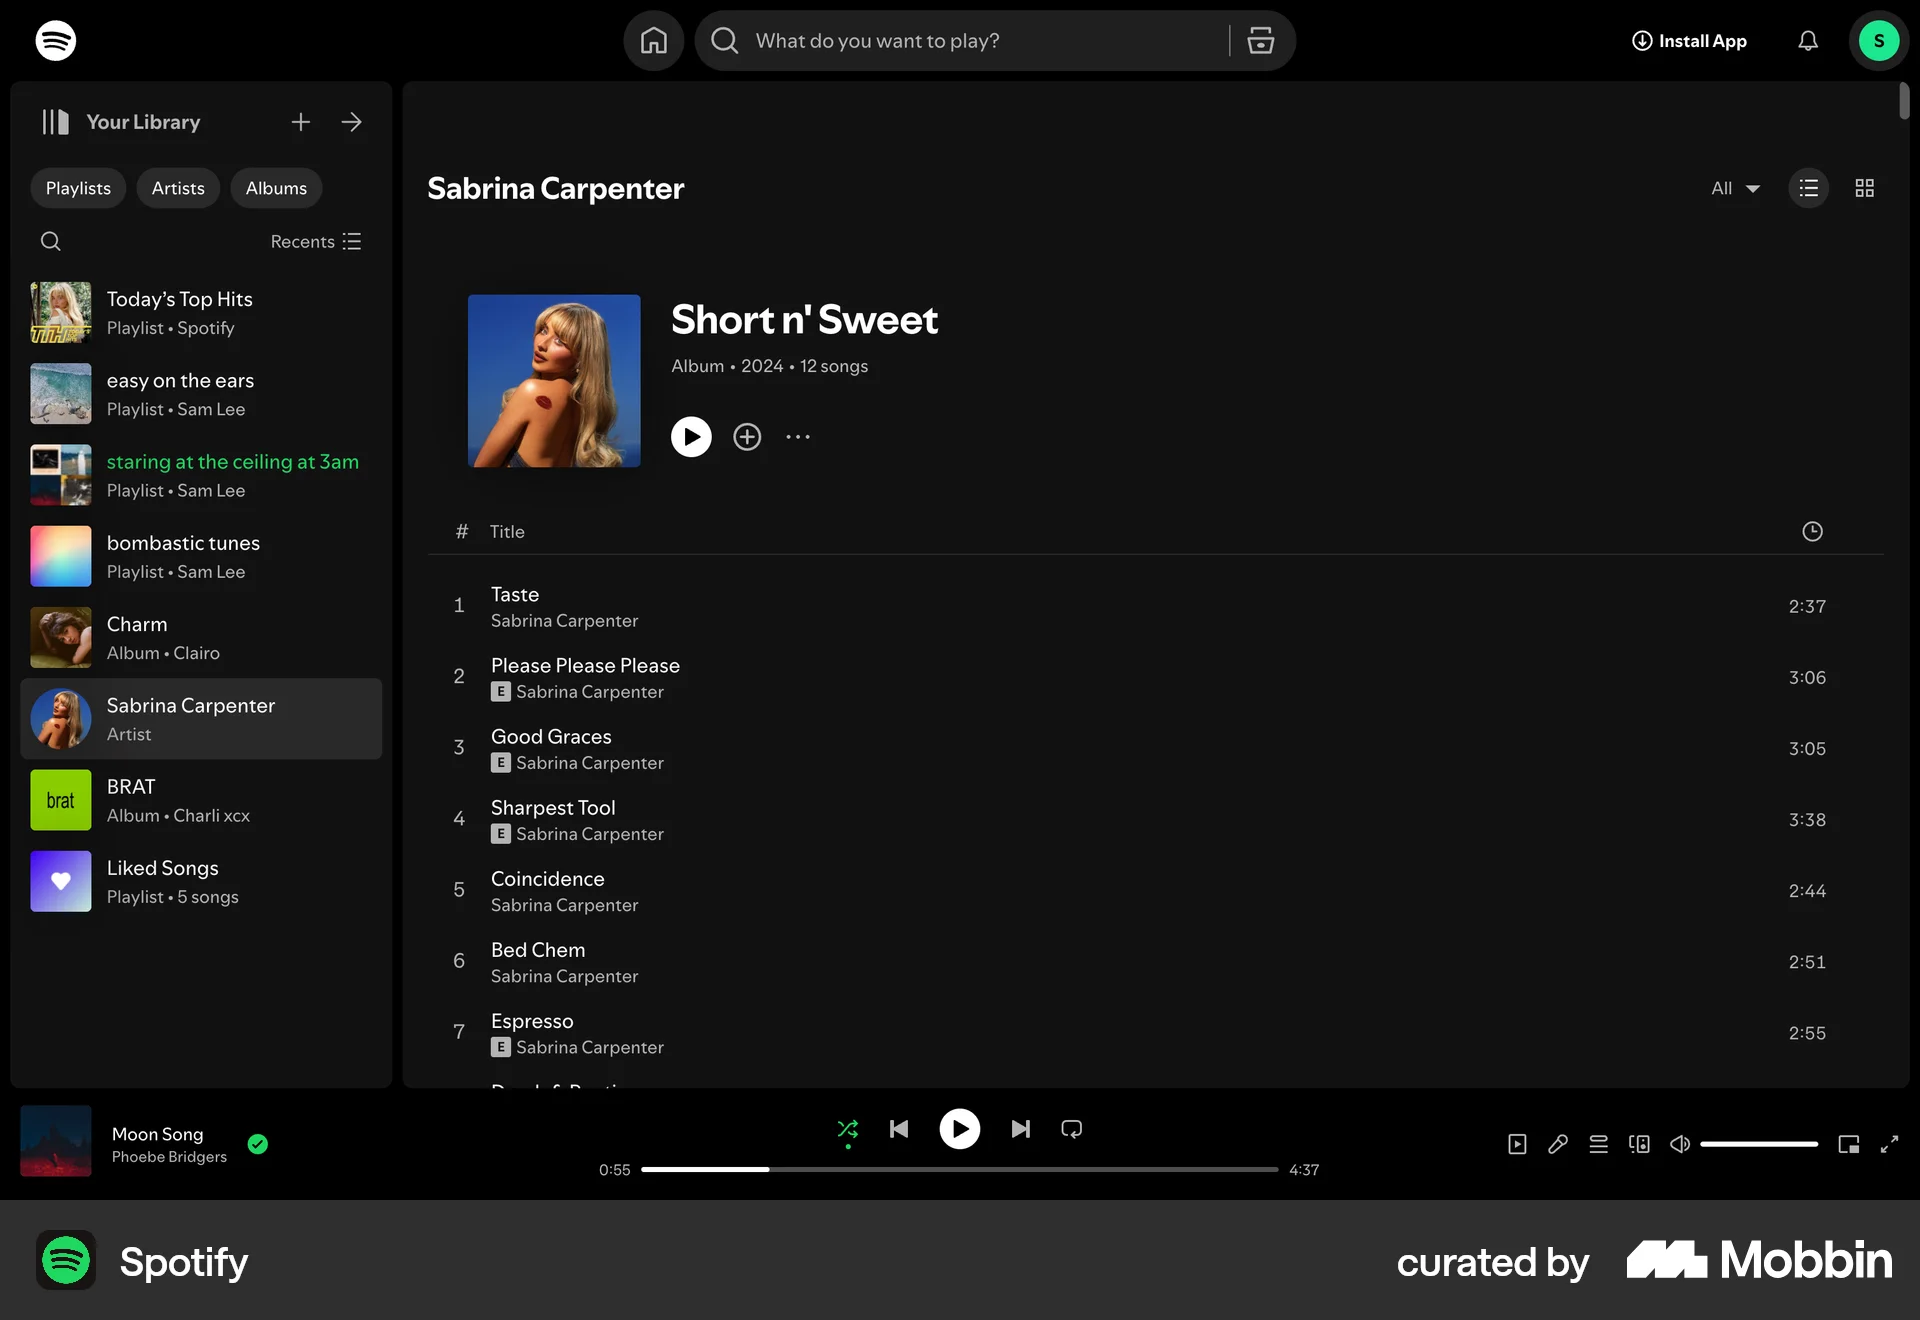 What do you want to play?
Install App
S
Your Library
Playlists
Artists
Albums
Recents
Today’s Top Hits
Playlist • Spotify
easy on the ears
Playlist • Sam Lee
staring at the ceiling at 3am
Playlist • Sam Lee
bombastic tunes
Playlist • Sam Lee
Charm
Album • Clairo
Sabrina Carpenter
Artist
brat
BRAT
Album • Charli xcx
Liked Songs
Playlist • 5 songs
Sabrina Carpenter
All
Short n' Sweet
Album • 2024 • 12 songs
# Title
1 Taste 2:37
Sabrina Carpenter
2 Please Please Please 3:06
E Sabrina Carpenter
3 Good Graces 3:05
E Sabrina Carpenter
4 Sharpest Tool 3:38
E Sabrina Carpenter
5 Coincidence 2:44
Sabrina Carpenter
6 Bed Chem 2:51
Sabrina Carpenter
7 Espresso 2:55
E Sabrina Carpenter
Moon Song
Phoebe Bridgers
0:55
4:37
Spotify
curated by Mobbin